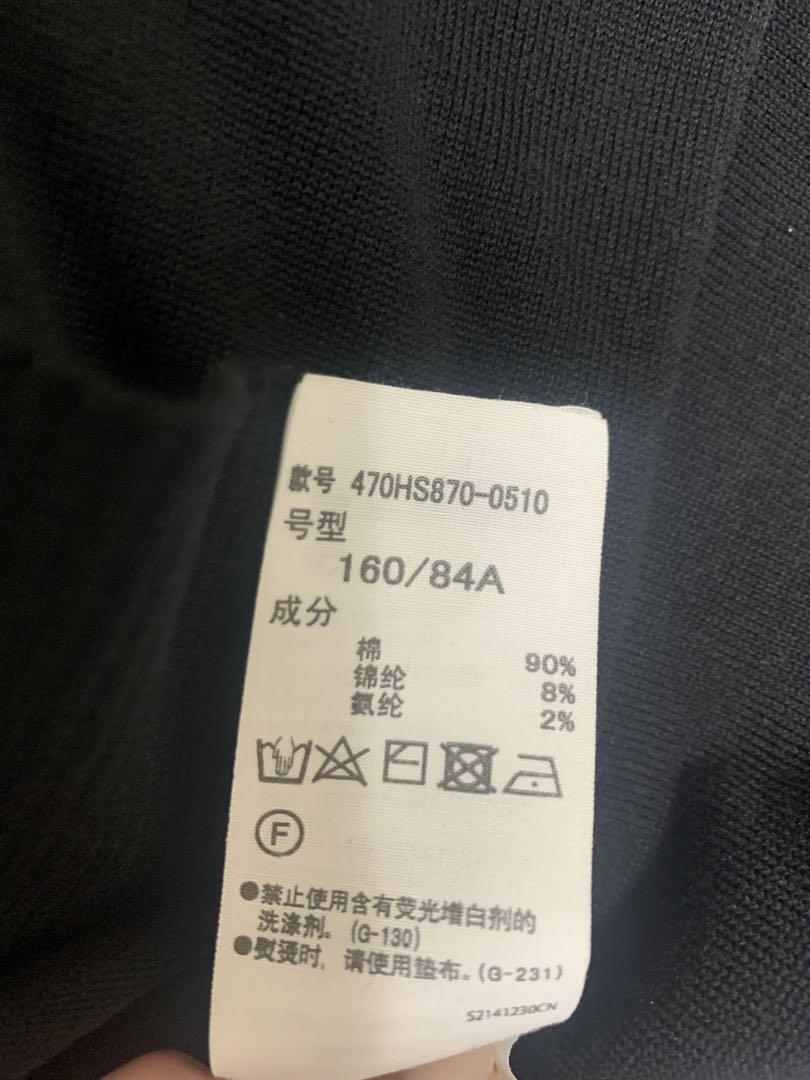 款号 470HS870-0510
号型
160/84A
成分
棉 90%
锦纶 8%
氨纶 2%
F
●禁止使用含有荧光增白剂的
洗涤剂。(G-130)
●熨烫时,请使用垫布。(G-231)
S2141230CN